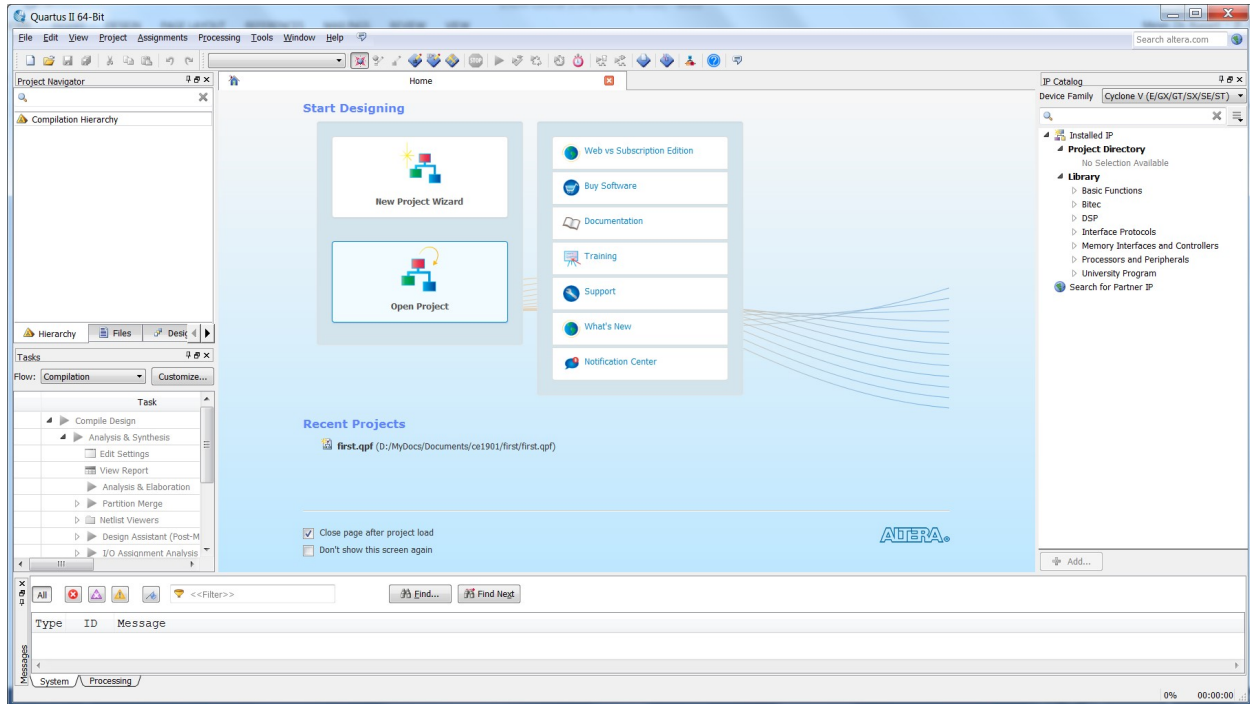 Quartus II 64-Bit
File Edit View Project Assignments Processing Tools Window Help
Search altera.com
Project Navigator
Compilation Hierarchy
Hierarchy Files Desig
Tasks
Flow: Compilation Customize...
Task
Compile Design
Analysis & Synthesis
Edit Settings
View Report
Analysis & Elaboration
Partition Merge
Netlist Viewers
Design Assistant (Post-M
I/O Assignment Analysis
Home
Start Designing
New Project Wizard
Open Project
Web vs Subscription Edition
Buy Software
Documentation
Training
Support
What's New
Notification Center
Recent Projects
first.qpf (D:/MyDocs/Documents/ce1901/first/first.qpf)
Close page after project load
Don't show this screen again
ALTERA
IP Catalog
Device Family Cyclone V (E/GX/GT/SX/SE/ST)
Installed IP
Project Directory
No Selection Available
Library
Basic Functions
Bitec
DSP
Interface Protocols
Memory Interfaces and Controllers
Processors and Peripherals
University Program
Search for Partner IP
Add...
All <<Filter>> Find... Find Next
Type ID Message
Messages
System Processing
0% 00:00:00